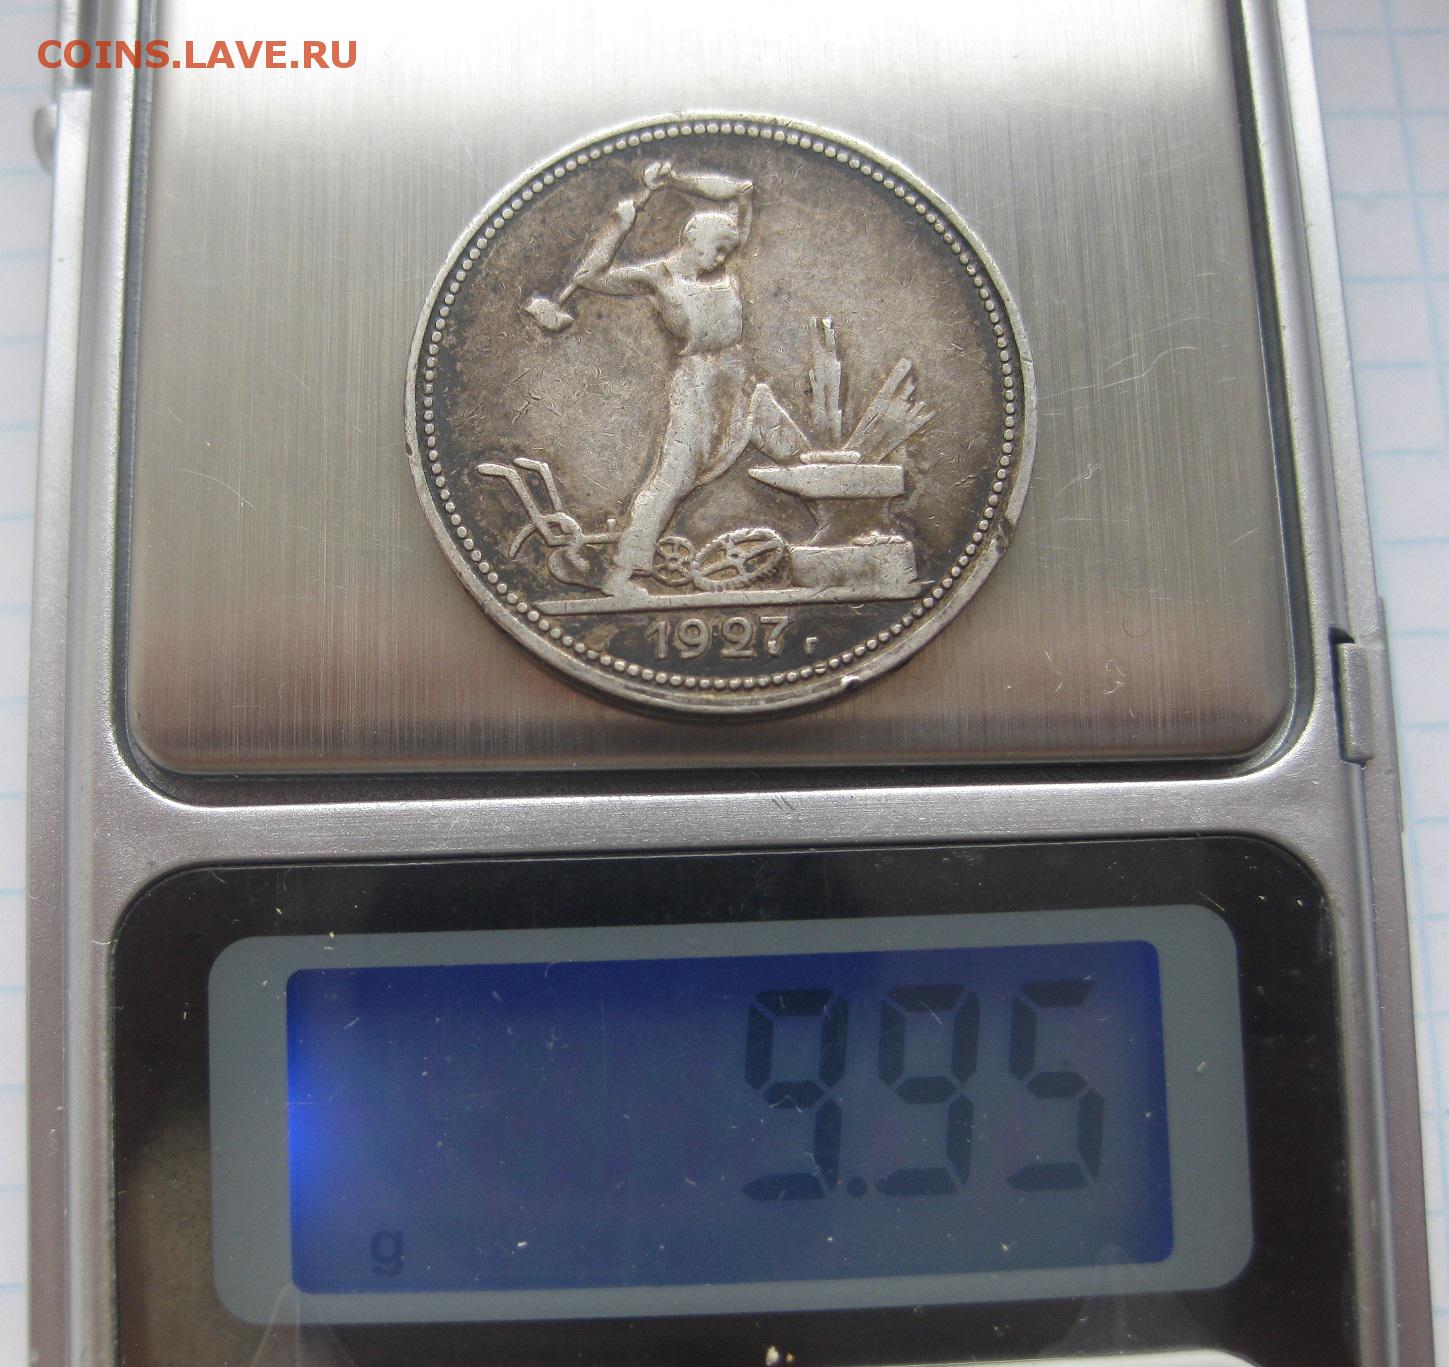 COINS.LAVE.RU
1927 г.
9.95
g